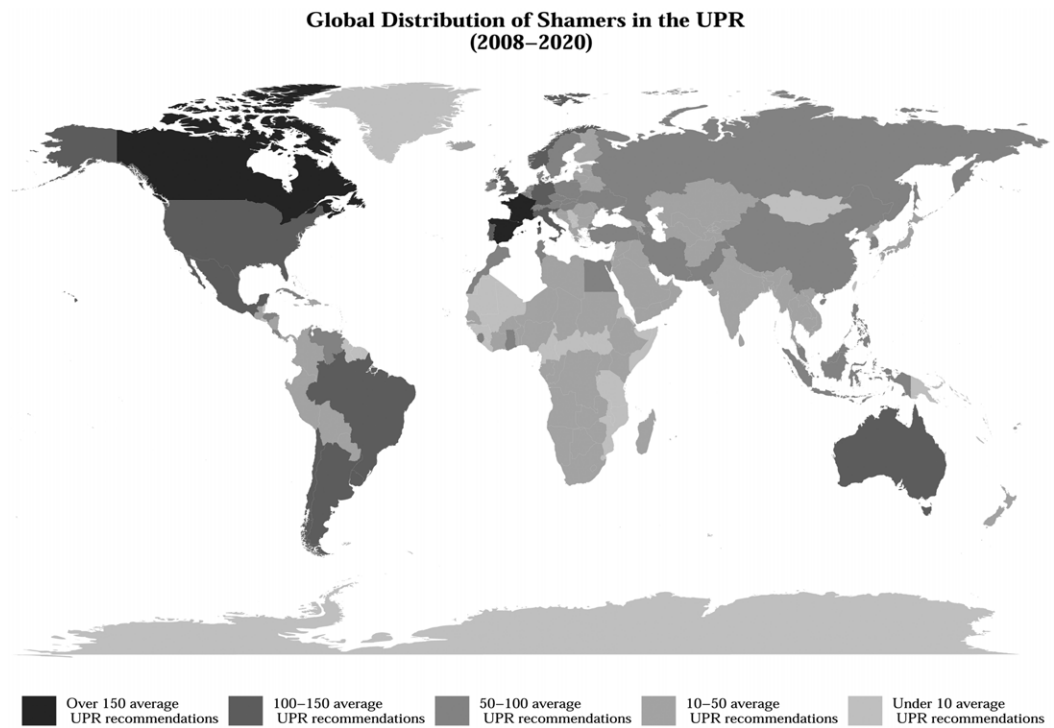 Global Distribution of Shamers in the UPR
(2008–2020)
Over 150 average
UPR recommendations
100–150 average
UPR recommendations
50–100 average
UPR recommendations
10–50 average
UPR recommendations
Under 10 average
UPR recommendations